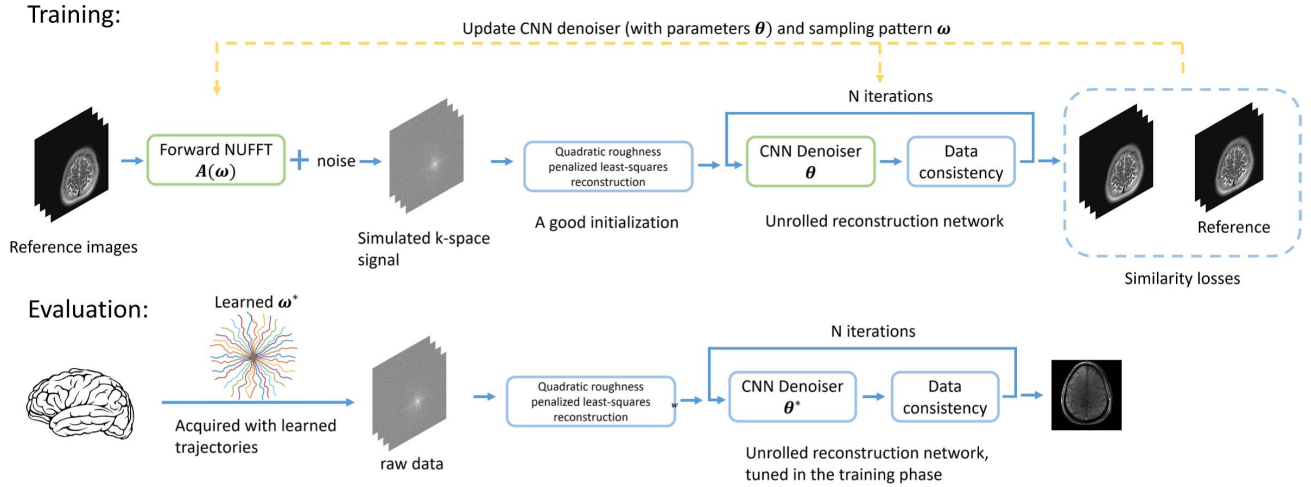 Training:
Update CNN denoiser (with parameters θ) and sampling pattern ω
N iterations
Forward NUFFT
A(ω)
+
noise
Quadratic roughness
penalized least-squares
reconstruction
CNN Denoiser
θ
Data
consistency
Reference images
Simulated k-space
signal
A good initialization
Unrolled reconstruction network
Reference
Similarity losses
Evaluation:
Learned ω*
N iterations
Acquired with learned
trajectories
raw data
Quadratic roughness
penalized least-squares
reconstruction
w
CNN Denoiser
θ*
Data
consistency
Unrolled reconstruction network,
tuned in the training phase